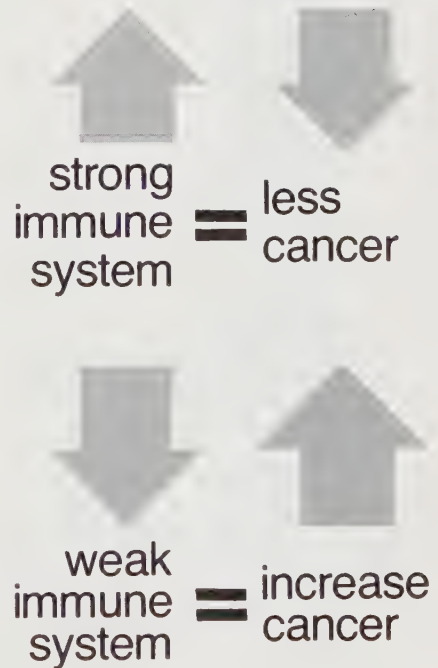 strong
immune
system
=
less
cancer
weak
immune
system
=
increase
cancer